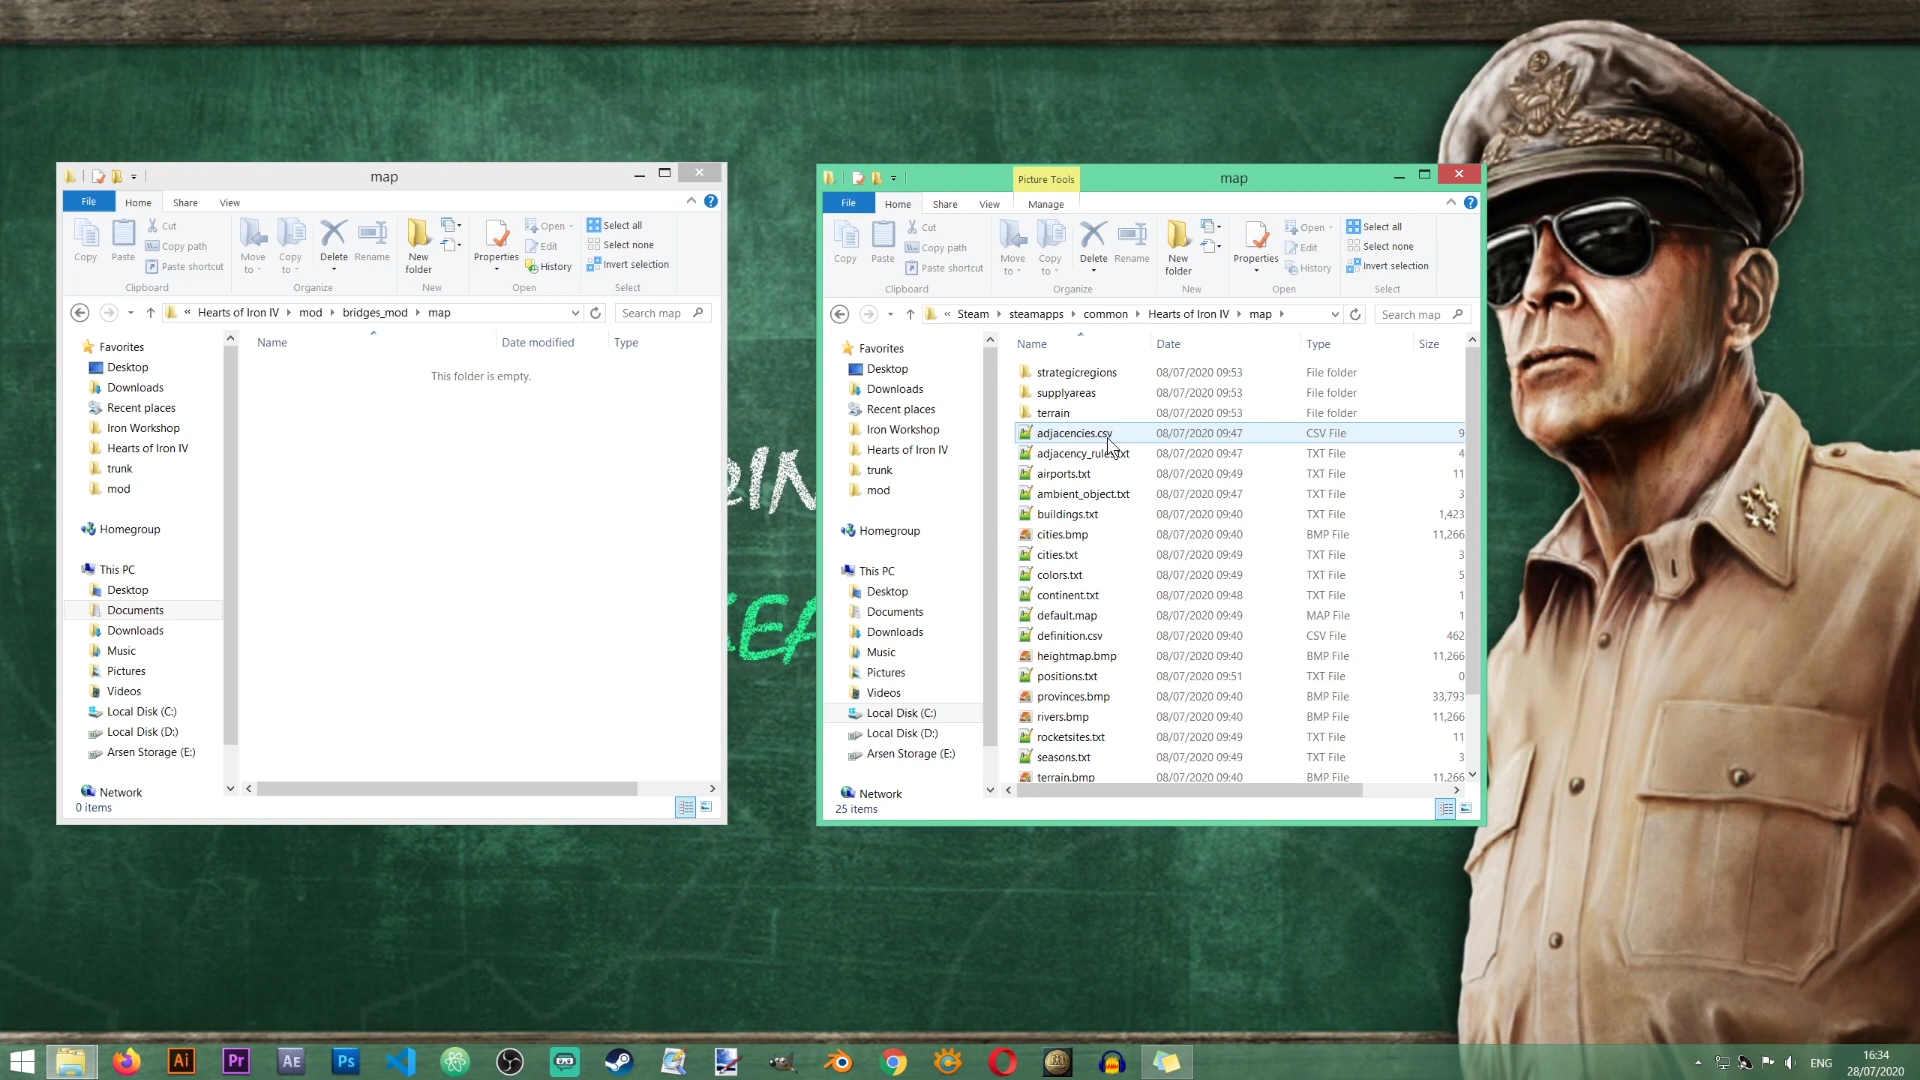 map
File
Home
Share
View
Copy
Paste
Cut
Copy path
Paste shortcut
Move to
Copy to
Delete
Rename
New folder
Properties
Open
Edit
History
Select all
Select none
Invert selection
Clipboard
Organize
New
Open
Select
« Hearts of Iron IV mod bridges_mod map
Search map
Name
Date modified
Type
This folder is empty.
Favorites
Desktop
Downloads
Recent places
Iron Workshop
Hearts of Iron IV
trunk
mod
Homegroup
This PC
Desktop
Documents
Downloads
Music
Pictures
Videos
Local Disk (C:)
Local Disk (D:)
Arsen Storage (E:)
Network
0 items
Picture Tools
map
File
Home
Share
View
Manage
Copy
Paste
Cut
Copy path
Paste shortcut
Move to
Copy to
Delete
Rename
New folder
Properties
Open
Edit
History
Select all
Select none
Invert selection
Clipboard
Organize
New
Open
Select
« Steam steamapps common Hearts of Iron IV map
Search map
Favorites
Desktop
Downloads
Recent places
Iron Workshop
Hearts of Iron IV
trunk
mod
Homegroup
This PC
Desktop
Documents
Downloads
Music
Pictures
Videos
Local Disk (C:)
Local Disk (D:)
Arsen Storage (E:)
Network
Name Date Type Size
strategicregions 08/07/2020 09:53 File folder
supplyareas 08/07/2020 09:53 File folder
terrain 08/07/2020 09:53 File folder
adjacencies.csv 08/07/2020 09:47 CSV File 9
08/07/2020 09:47 TXT File 4
airports.txt 08/07/2020 09:49 TXT File 11
ambient_object.txt 08/07/2020 09:47 TXT File 3
buildings.txt 08/07/2020 09:40 TXT File 1,423
cities.bmp 08/07/2020 09:40 BMP File 11,266
cities.txt 08/07/2020 09:49 TXT File 3
colors.txt 08/07/2020 09:49 TXT File 5
continent.txt 08/07/2020 09:48 TXT File 1
default.map 08/07/2020 09:49 MAP File 1
definition.csv 08/07/2020 09:40 CSV File 462
heightmap.bmp 08/07/2020 09:40 BMP File 11,266
positions.txt 08/07/2020 09:51 TXT File 0
provinces.bmp 08/07/2020 09:40 BMP File 33,793
rivers.bmp 08/07/2020 09:40 BMP File 11,266
rocketsites.txt 08/07/2020 09:49 TXT File 11
seasons.txt 08/07/2020 09:49 TXT File 3
terrain.bmp 08/07/2020 09:40 BMP File 11,266
25 items
Ai
Pr
AE
Ps
ENG
16:34
28/07/2020